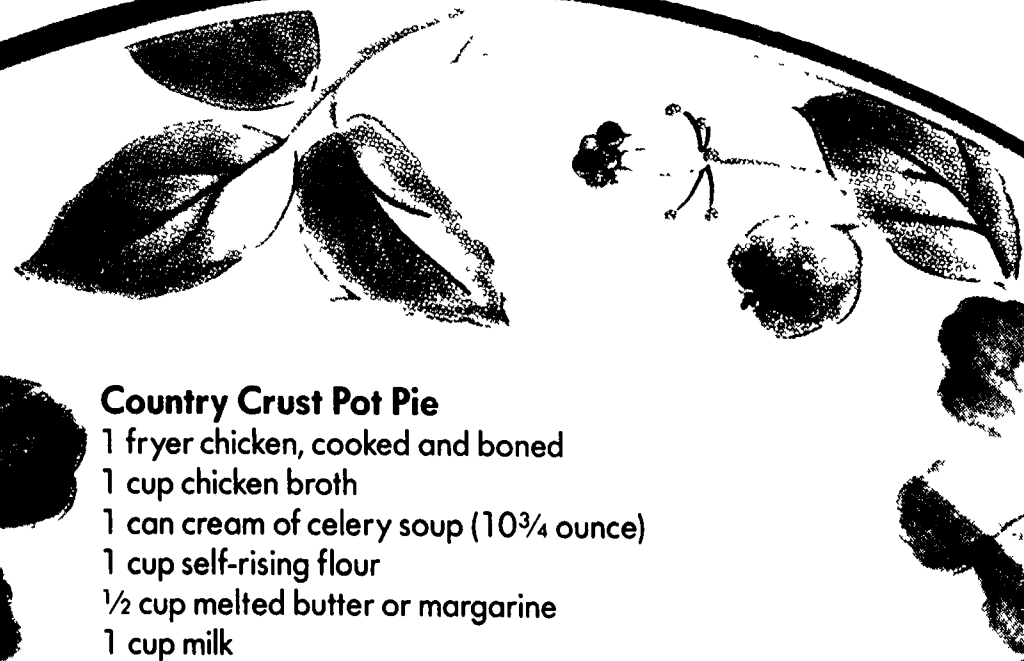 Country Crust Pot Pie
1 fryer chicken, cooked and boned
1 cup chicken broth
1 can cream of celery soup (10¾ ounce)
1 cup self-rising flour
½ cup melted butter or margarine
1 cup milk